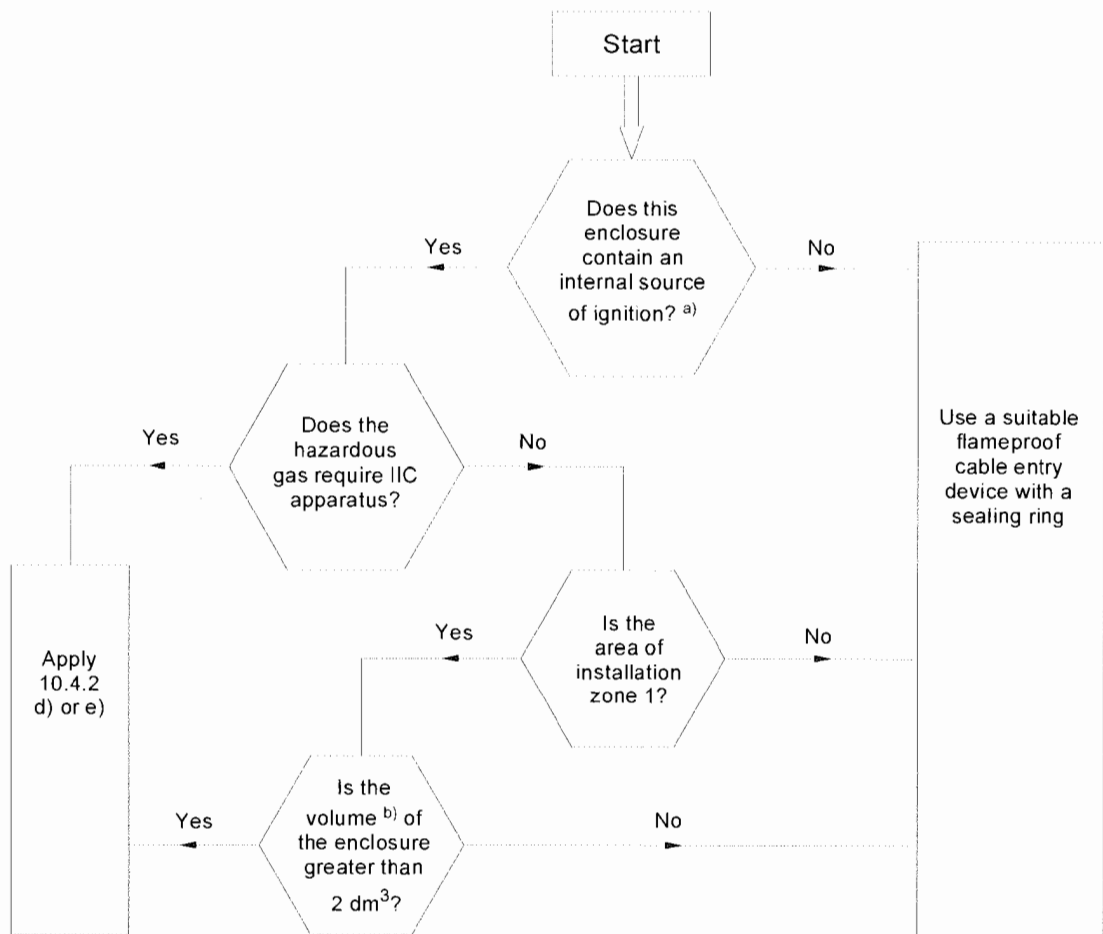 Start
Does this
enclosure
contain an
internal source
of ignition? a)
Yes
No
Does the
hazardous
gas require IIC
apparatus?
Yes
No
Use a suitable
flameproof
cable entry
device with a
sealing ring
Is the
area of
installation
zone 1?
Yes
No
Apply
10.4.2
d) or e)
Is the
volume b) of
the enclosure
greater than
2 dm3?
Yes
No